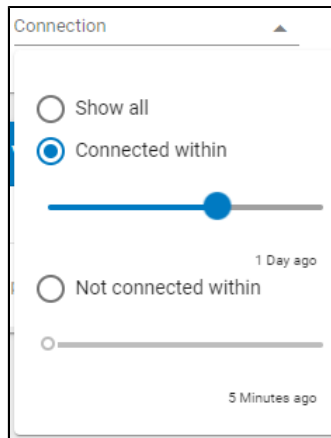 Connection
Show all
Connected within
1 Day ago
Not connected within
5 Minutes ago